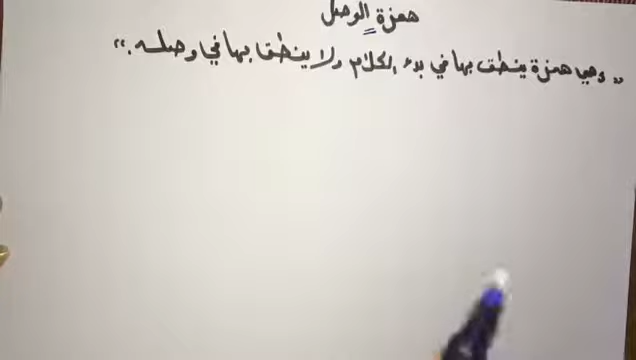 همزة الوصل
"وهي همزة ينطق بها في بدء الكلام ولا ينطق بها في وصله."